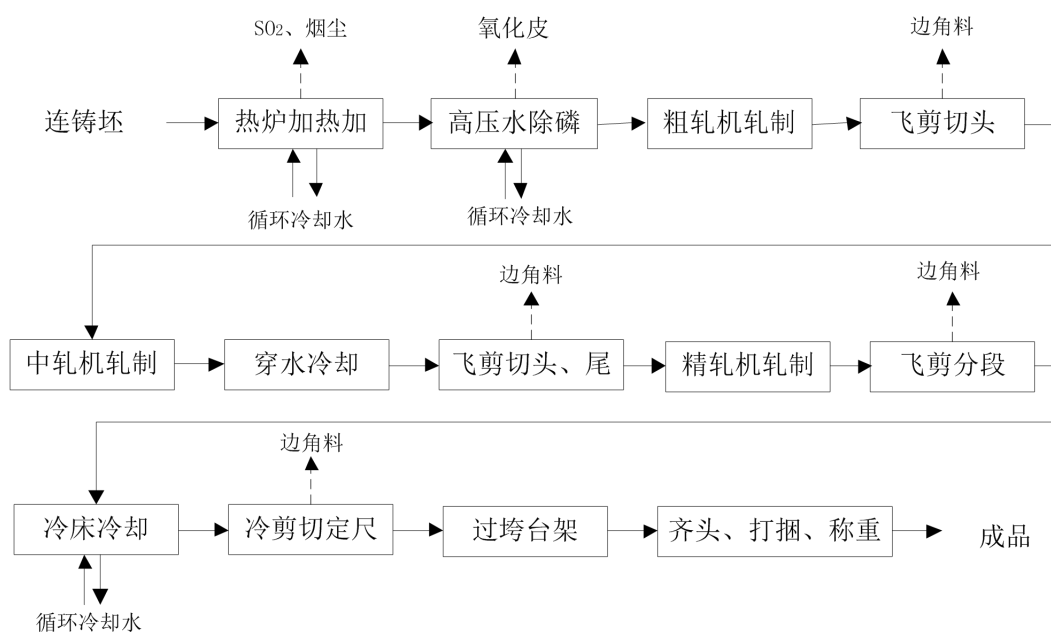 SO₂、烟尘
氧化皮
边角料
连铸坯
热炉加热加
高压水除磷
粗轧机轧制
飞剪切头
循环冷却水
循环冷却水
边角料
边角料
中轧机轧制
穿水冷却
飞剪切头、尾
精轧机轧制
飞剪分段
边角料
冷床冷却
冷剪切定尺
过垮台架
齐头、打捆、称重
成品
循环冷却水